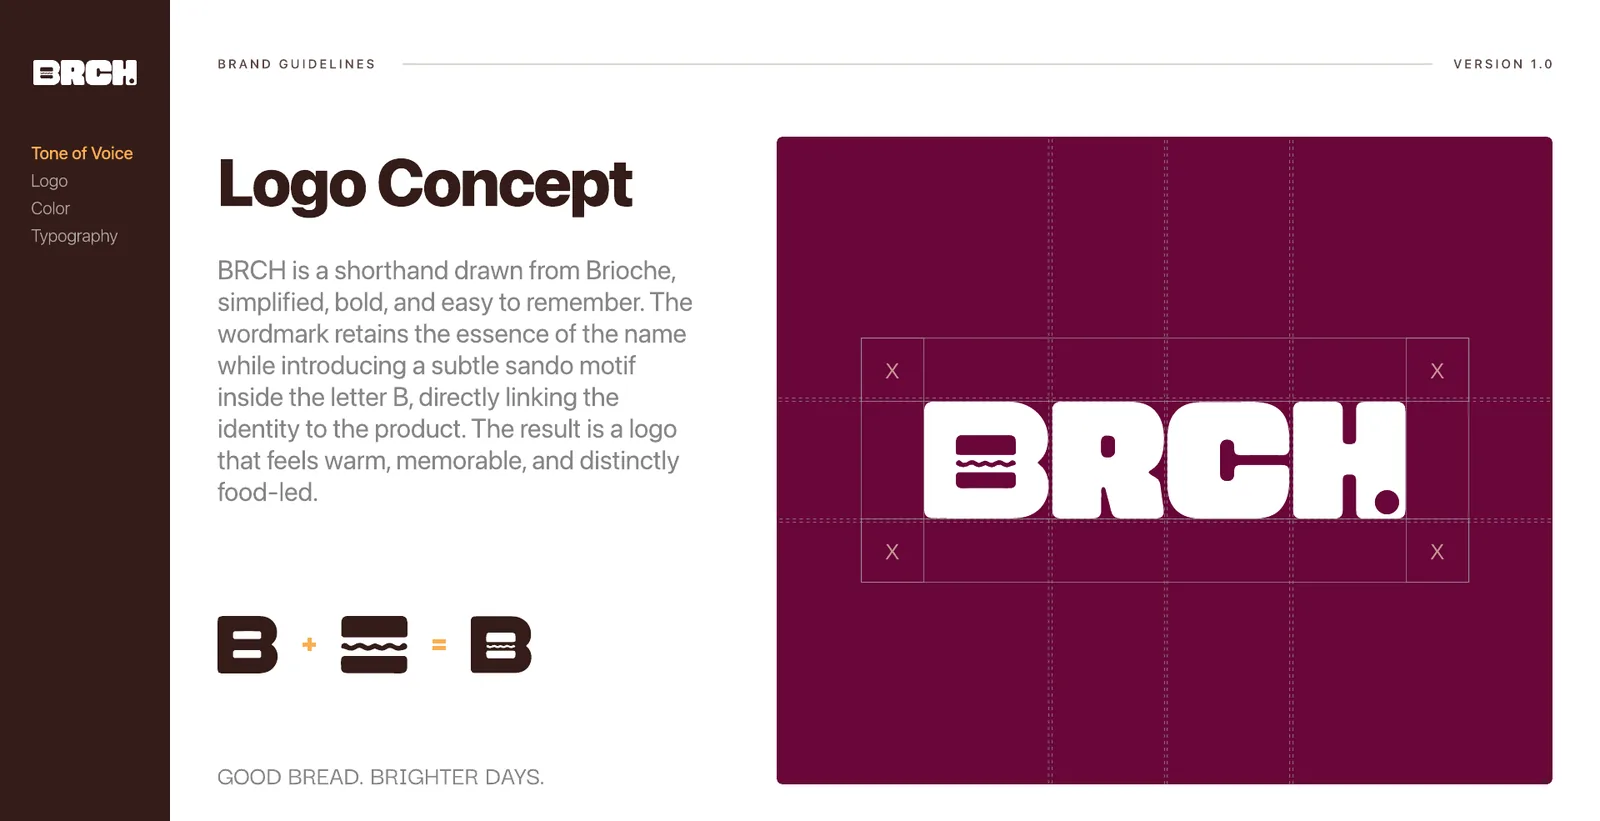 BRCH.
Tone of Voice
Logo
Color
Typography
BRAND GUIDELINES
VERSION 1.0
Logo Concept
BRCH is a shorthand drawn from Brioche,
simplified, bold, and easy to remember. The
wordmark retains the essence of the name
while introducing a subtle sando motif
inside the letter B, directly linking the
identity to the product. The result is a logo
that feels warm, memorable, and distinctly
food-led.
B + = B
GOOD BREAD. BRIGHTER DAYS.
X X
BRCH.
X X